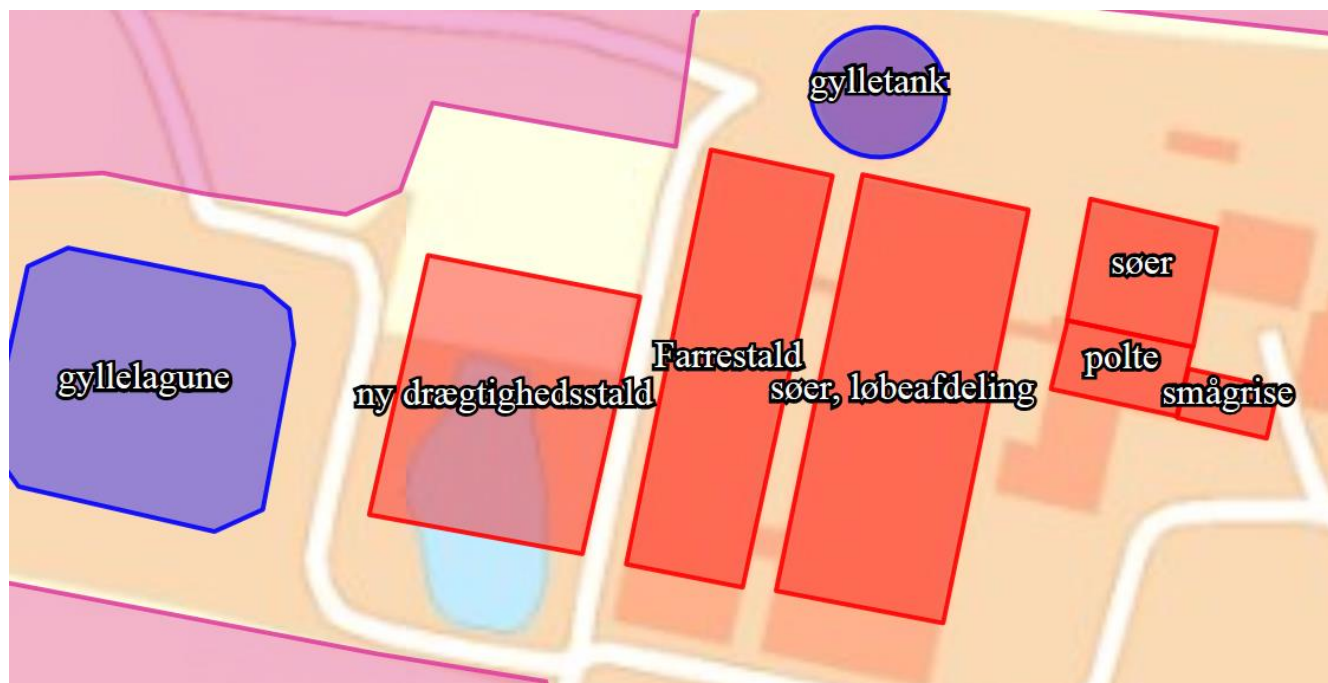 gylletank
søer
gyllelagune
ny drægtighedsstald
Farrestald
søer, løbeafdeling
polte
smågrise